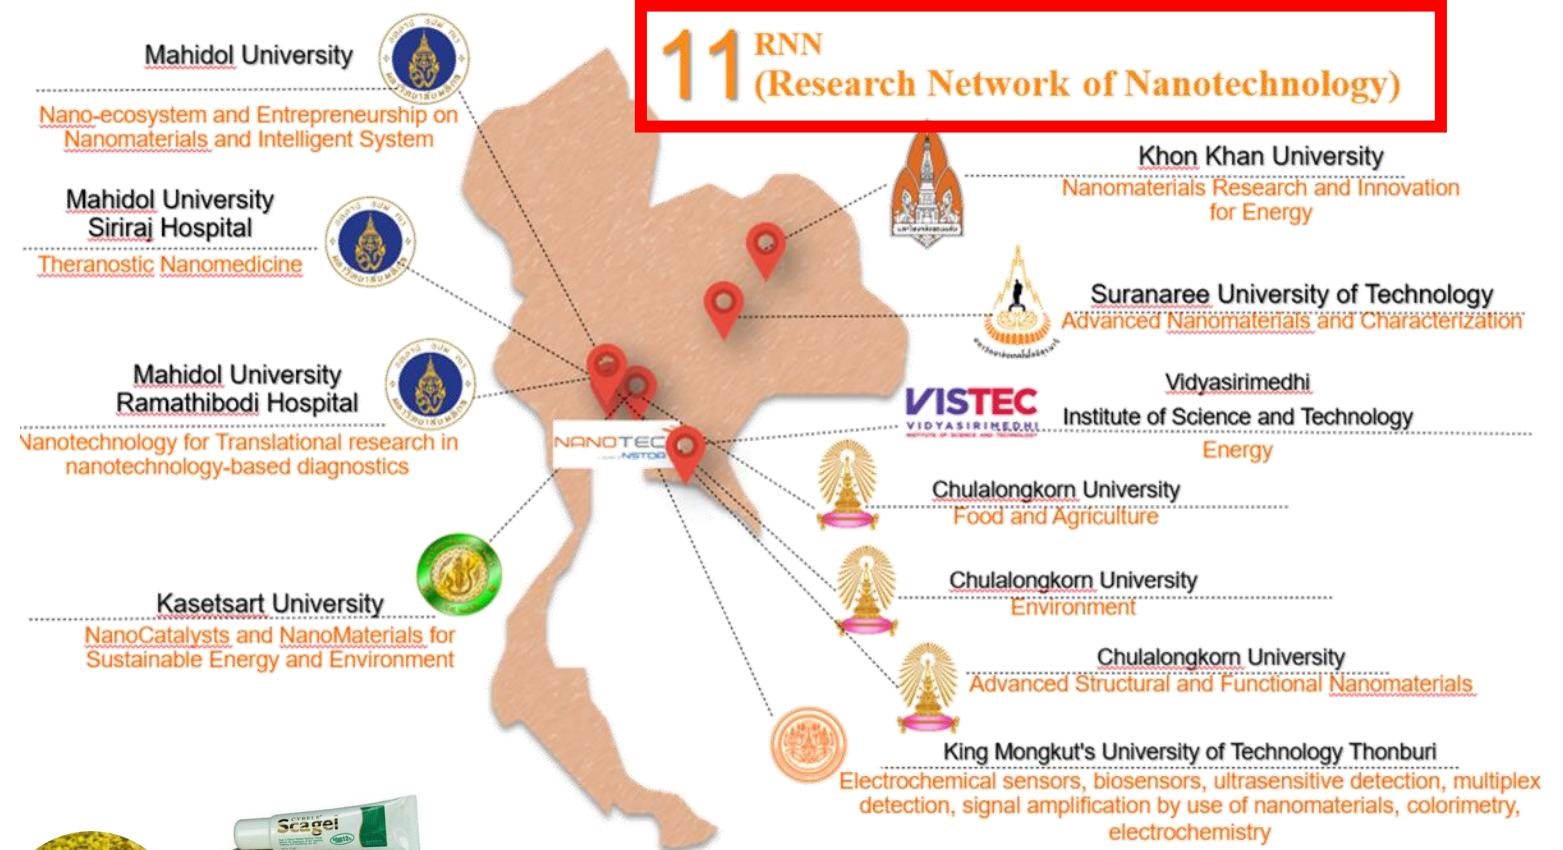 11 RNN
(Research Network of Nanotechnology)
Mahidol University
Nano-ecosystem and Entrepreneurship on
Nanomaterials and Intelligent System
Mahidol University
Siriraj Hospital
Theranostic Nanomedicine
Mahidol University
Ramathibodi Hospital
Nanotechnology for Translational research in
nanotechnology-based diagnostics
Kasetsart University
NanoCatalysts and NanoMaterials for
Sustainable Energy and Environment
NANOTEC
NSTDA
Khon Khan University
Nanomaterials Research and Innovation
for Energy
Suranaree University of Technology
Advanced Nanomaterials and Characterization
VISTEC
VIDYASIRIMEDHI
INSTITUTE OF SCIENCE AND TECHNOLOGY
Vidyasirimedhi
Institute of Science and Technology
Energy
Chulalongkorn University
Food and Agriculture
Chulalongkorn University
Environment
Chulalongkorn University
Advanced Structural and Functional Nanomaterials
King Mongkut's University of Technology Thonburi
Electrochemical sensors, biosensors, ultrasensitive detection, multiplex
detection, signal amplification by use of nanomaterials, colorimetry,
electrochemistry
Scagel